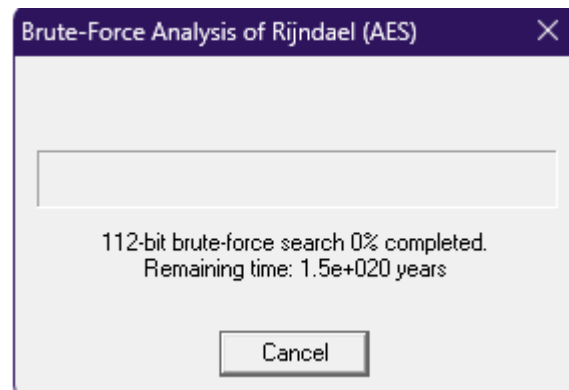 Brute-Force Analysis of Rijndael (AES)
112-bit brute-force search 0% completed.
Remaining time: 1.5e+020 years
Cancel